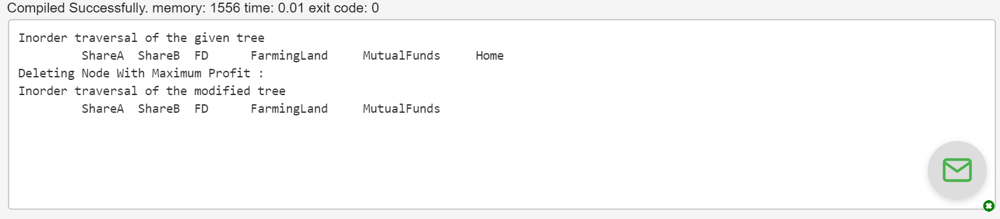 Compiled Successfully. memory: 1556 time: 0.01 exit code: 0
Inorder traversal of the given tree
ShareA ShareB FD FarmingLand MutualFunds Home
Deleting Node With Maximum Profit :
Inorder traversal of the modified tree
ShareA ShareB FD FarmingLand MutualFunds